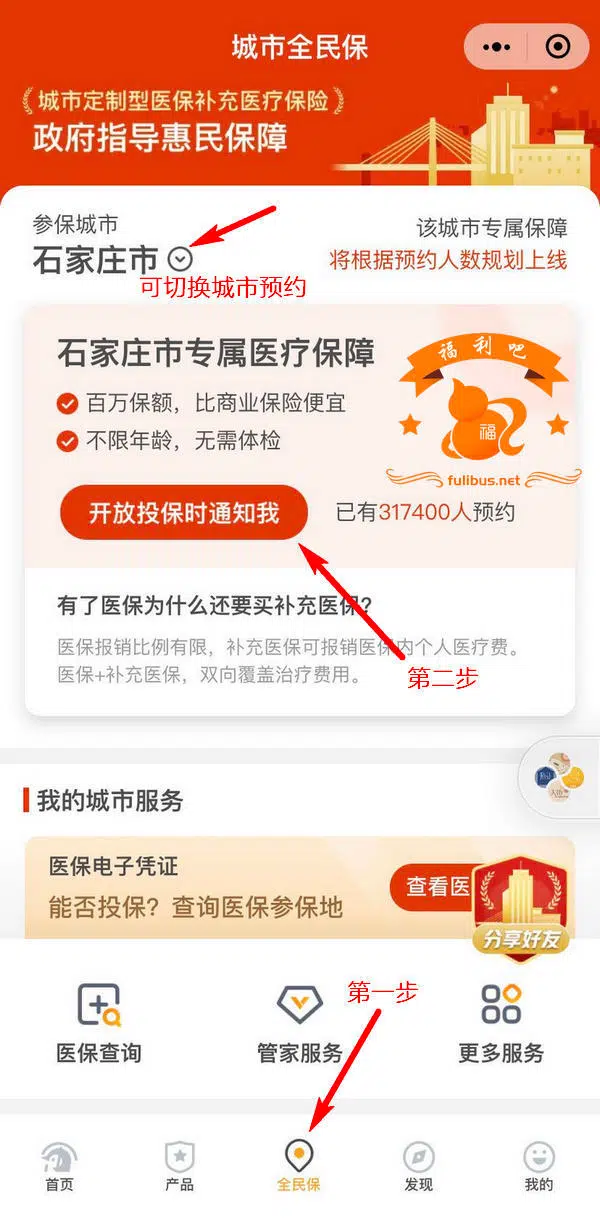 城市全民保
城市定制型医保补充医疗保险
政府指导惠民保障
参保城市
该城市专属保障
石家庄市
将根据预约人数规划上线
可切换城市预约
石家庄市专属医疗保障
福利吧
百万保额，比商业保险便宜
福
不限年龄，无需体检
fulibus.net
开放投保时通知我
已有317400人预约
有了医保为什么还要买补充医保？
医保报销比例有限，补充医保可报销医保内个人医疗费。
医保+补充医保，双向覆盖治疗费用。
第二步
我的城市服务
医保电子凭证
查看医
能否投保？查询医保参保地
分享好友
第一步
医保查询
管家服务
更多服务
首页
产品
全民保
发现
我的